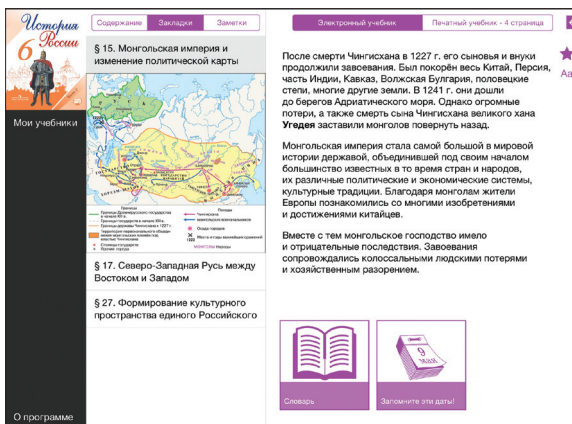 История
России
6
Мои учебники
О программе
Содержание
Закладки
Заметки
§ 15. Монгольская империя и
изменение политической карты
§ 17. Северо-Западная Русь между
Востоком и Западом
§ 27. Формирование культурного
пространства единого Российского
Электронный учебник
Печатный учебник - 4 страница
Аа
После смерти Чингисхана в 1227 г. его сыновья и внуки
продолжили завоевания. Был покорён весь Китай, Персия,
часть Индии, Кавказ, Волжская Булгария, половецкие
степи, многие другие земли. В 1241 г. они дошли
до берегов Адриатического моря. Однако огромные
потери, а также смерть сына Чингисхана великого хана
Угедея заставили монголов повернуть назад.
Монгольская империя стала самой большой в мировой
истории державой, объединившей под своим началом
большинство известных в то время стран и народов,
их различные политические и экономические системы,
культурные традиции. Благодаря монголам жители
Европы познакомились со многими изобретениями
и достижениями китайцев.
Вместе с тем монгольское господство имело
и отрицательные последствия. Завоевания
сопровождались колоссальными людскими потерями
и хозяйственным разорением.
Словарь
9
МАЯ
Запомните эти даты!